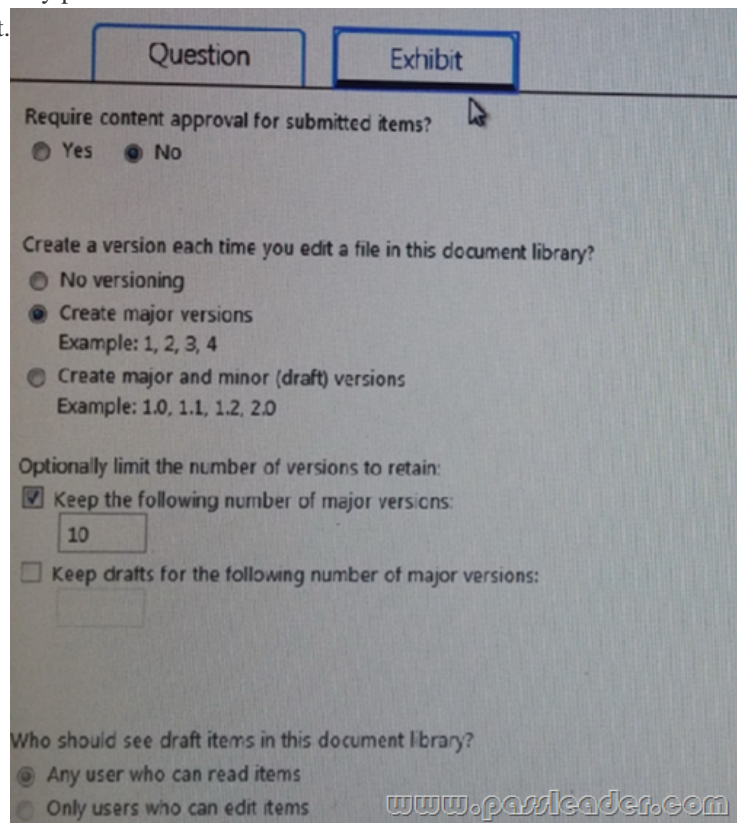 t.
Question
Exhibit
Require content approval for submitted items?
Yes
No
Create a version each time you edit a file in this document library?
No versioning
Create major versions
Example: 1, 2, 3, 4
Create major and minor (draft) versions
Example: 1.0, 1.1, 1.2, 2.0
Optionally limit the number of versions to retain:
Keep the following number of major versions:
10
Keep drafts for the following number of major versions:
Who should see draft items in this document library?
Any user who can read items
Only users who can edit items
www.passleader.com